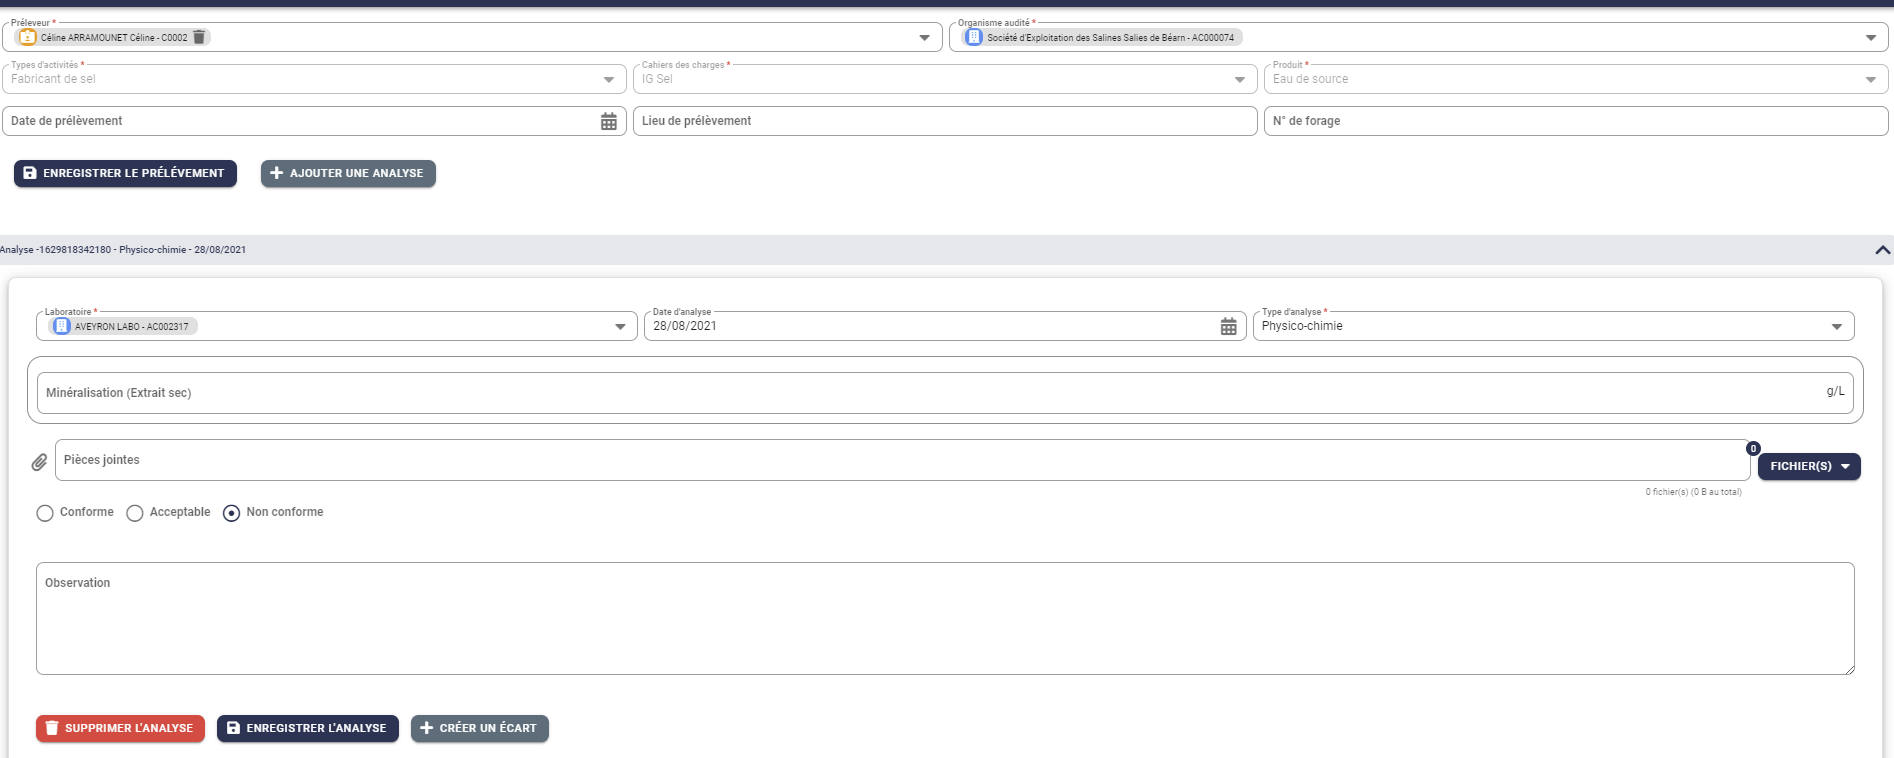 Préleveur *
Céline ARRAMOUNET Céline - C0002
Organisme audité *
Société d'Exploitation des Salines Salies de Béarn - AC000074
Types d'activités *
Fabricant de sel
Cahiers des charges *
IG Sel
Produit *
Eau de source
Date de prélèvement
Lieu de prélèvement
N° de forage
ENREGISTRER LE PRÉLÉVEMENT
AJOUTER UNE ANALYSE
Analyse -1629818342180 - Physico-chimie - 28/08/2021
Laboratoire *
AVEYRON LABO - AC002317
Date d'analyse
28/08/2021
Type d'analyse *
Physico-chimie
Minéralisation (Extrait sec)
g/L
Pièces jointes
0
FICHIER(S)
0 fichier(s) (0 B au total)
Conforme
Acceptable
Non conforme
Observation
SUPPRIMER L'ANALYSE
ENREGISTRER L'ANALYSE
CRÉER UN ÉCART